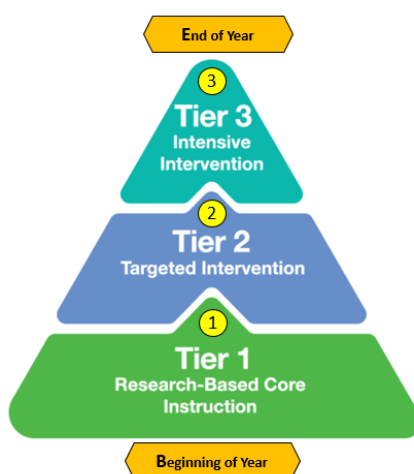 End of Year
3
Tier 3
Intensive
Intervention
2
Tier 2
Targeted Intervention
1
Tier 1
Research-Based Core
Instruction
Beginning of Year